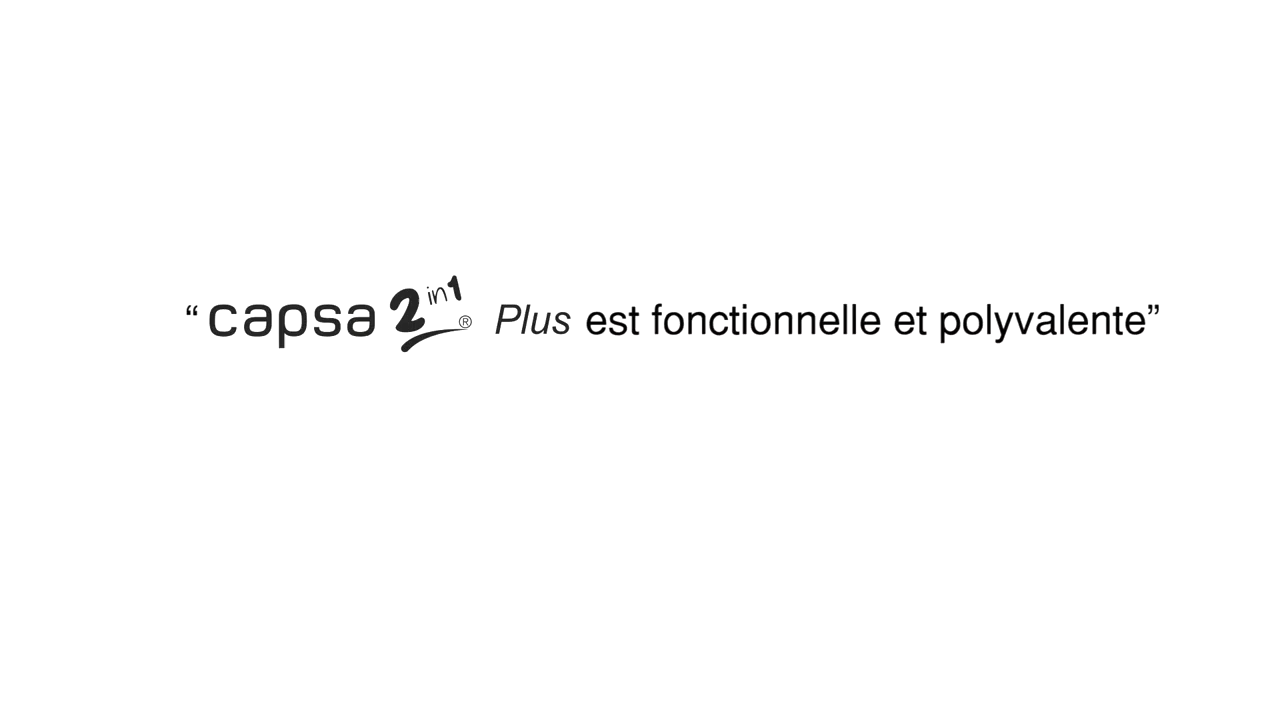 “capsa 2 in 1 ® Plus est fonctionnelle et polyvalente”